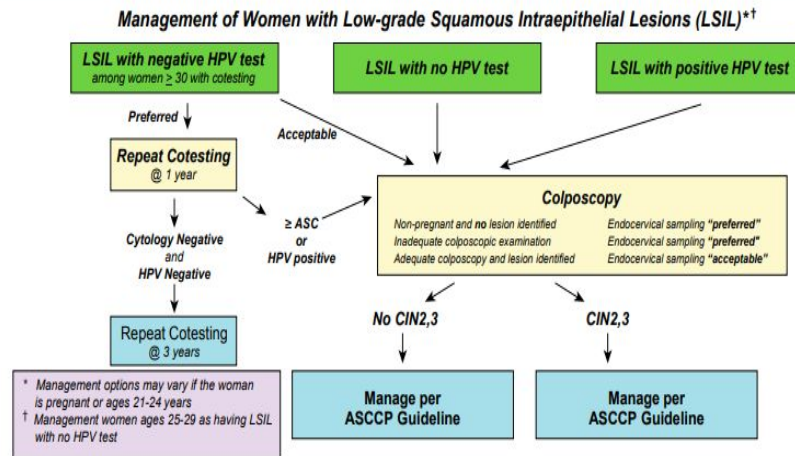 Management of Women with Low-grade Squamous Intraepithelial Lesions (LSIL)*†
LSIL with negative HPV test
among women ≥ 30 with cotesting
LSIL with no HPV test
LSIL with positive HPV test
Preferred
Acceptable
Repeat Cotesting
@ 1 year
≥ ASC
or
HPV positive
Colposcopy
Non-pregnant and no lesion identified Endocervical sampling “preferred”
Inadequate colposcopic examination Endocervical sampling “preferred”
Adequate colposcopy and lesion identified Endocervical sampling “acceptable”
Cytology Negative
and
HPV Negative
Repeat Cotesting
@ 3 years
No CIN2,3
CIN2,3
Manage per
ASCCP Guideline
Manage per
ASCCP Guideline
* Management options may vary if the woman
is pregnant or ages 21-24 years
† Management women ages 25-29 as having LSIL
with no HPV test